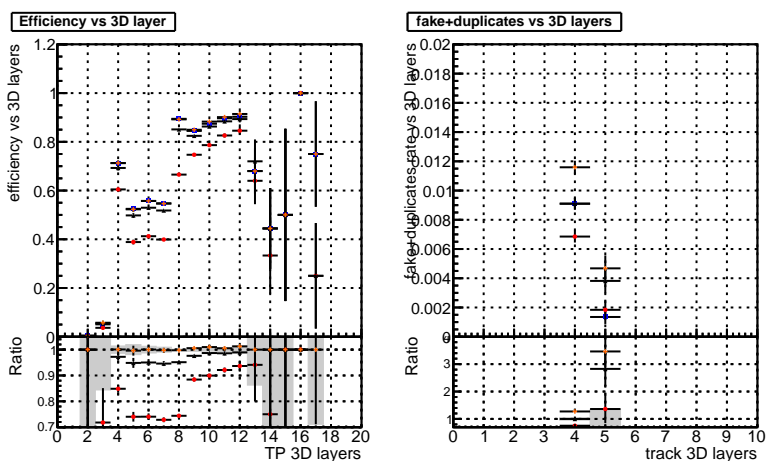 Efficiency vs 3D layer
efficiency vs 3D layers
1.2
1
0.8
0.6
0.4
0.2
0
Ratio
1
0.9
0.8
0.7
0 2 4 6 8 10 12 14 16 18 20
TP 3D layers
fake+duplicates vs 3D layers
fake+duplicates rate vs 3D layers
0.02
0.018
0.016
0.014
0.012
0.01
0.008
0.006
0.004
0.002
0
Ratio
4
3
2
1
0 1 2 3 4 5 6 7 8 9 10
track 3D layers